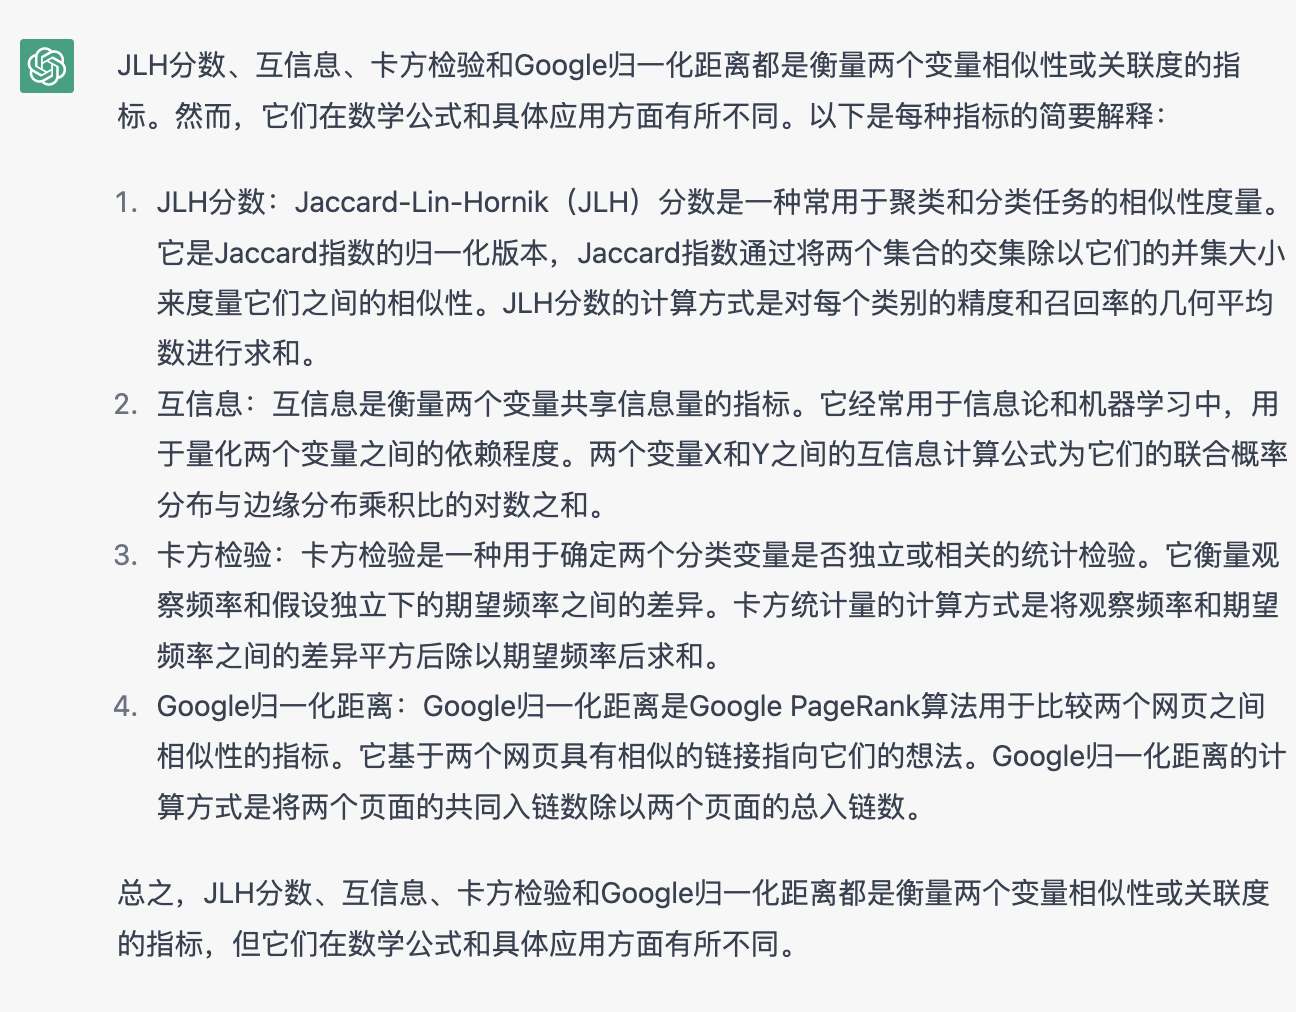 JLH分数、互信息、卡方检验和Google归一化距离都是衡量两个变量相似性或关联度的指
标。然而，它们在数学公式和具体应用方面有所不同。以下是每种指标的简要解释：
1. JLH分数：Jaccard-Lin-Hornik（JLH）分数是一种常用于聚类和分类任务的相似性度量。
它是Jaccard指数的归一化版本，Jaccard指数通过将两个集合的交集除以它们的并集大小
来度量它们之间的相似性。JLH分数的计算方式是对每个类别的精度和召回率的几何平均
数进行求和。
2. 互信息：互信息是衡量两个变量共享信息量的指标。它经常用于信息论和机器学习中，用
于量化两个变量之间的依赖程度。两个变量X和Y之间的互信息计算公式为它们的联合概率
分布与边缘分布乘积比的对数之和。
3. 卡方检验：卡方检验是一种用于确定两个分类变量是否独立或相关的统计检验。它衡量观
察频率和假设独立下的期望频率之间的差异。卡方统计量的计算方式是将观察频率和期望
频率之间的差异平方后除以期望频率后求和。
4. Google归一化距离：Google归一化距离是Google PageRank算法用于比较两个网页之间
相似性的指标。它基于两个网页具有相似的链接指向它们的想法。Google归一化距离的计
算方式是将两个页面的共同入链数除以两个页面的总入链数。
总之，JLH分数、互信息、卡方检验和Google归一化距离都是衡量两个变量相似性或关联度
的指标，但它们在数学公式和具体应用方面有所不同。